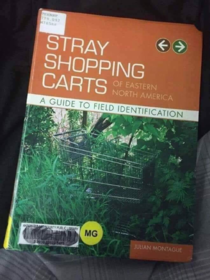 STRAY
SHOPPING
CARTS
OF EASTERN
NORTH AMERICA
A GUIDE TO FIELD IDENTIFICATION
MG
JULIAN MONTAGUE